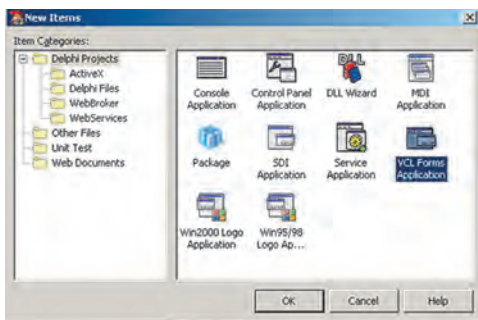 New Items
Item Categories:
Delphi Projects
ActiveX
Delphi Files
WebBroker
WebServices
Other Files
Unit Test
Web Documents
Console
Application
Control Panel
Application
DLL Wizard
MDI
Application
Package
SDI
Application
Service
Application
VCL Forms
Application
Win2000 Logo
Application
Win95/98
Logo Ap...
OK
Cancel
Help